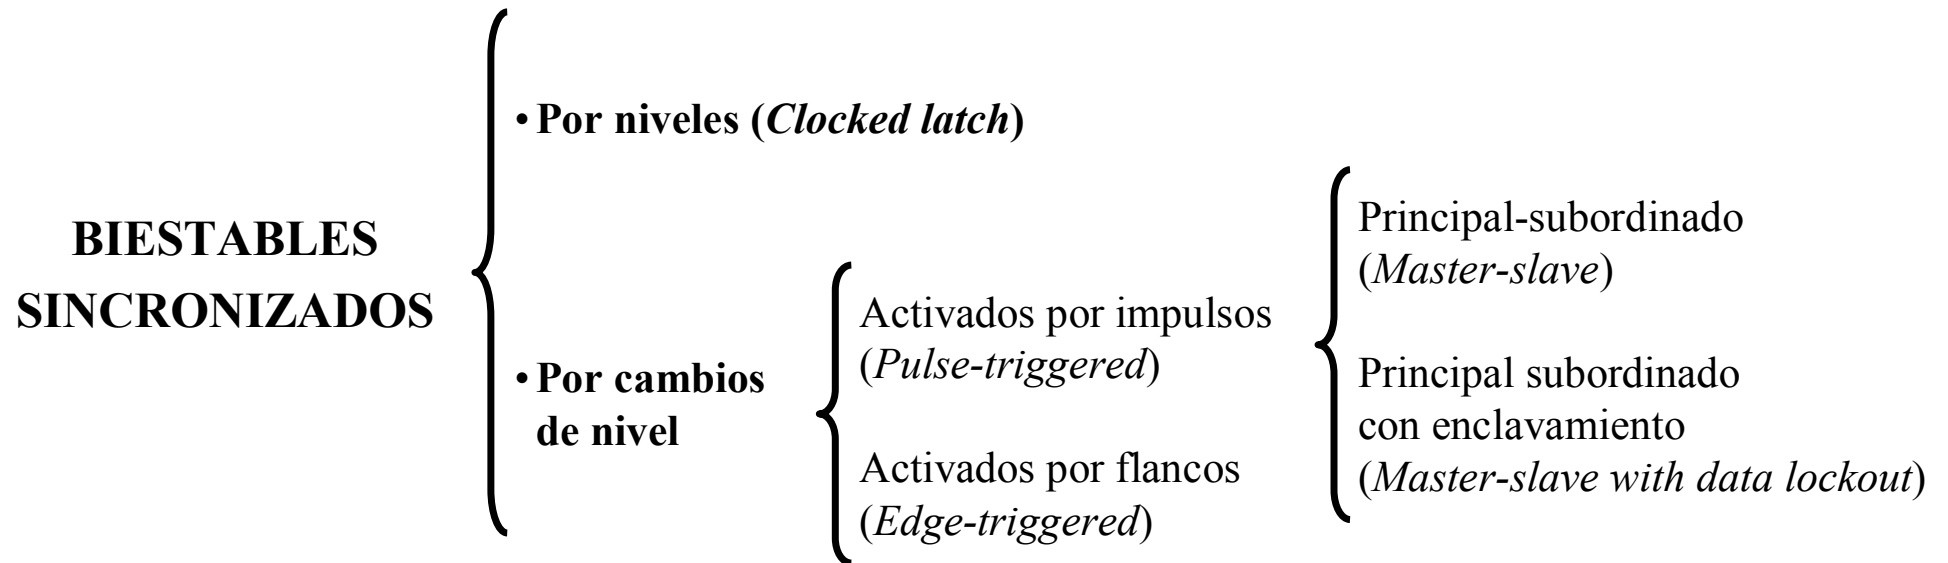 BIESTABLES
SINCRONIZADOS
• Por niveles (Clocked latch)
• Por cambios
de nivel
Activados por impulsos
(Pulse-triggered)
Activados por flancos
(Edge-triggered)
Principal-subordinado
(Master-slave)
Principal subordinado
con enclavamiento
(Master-slave with data lockout)